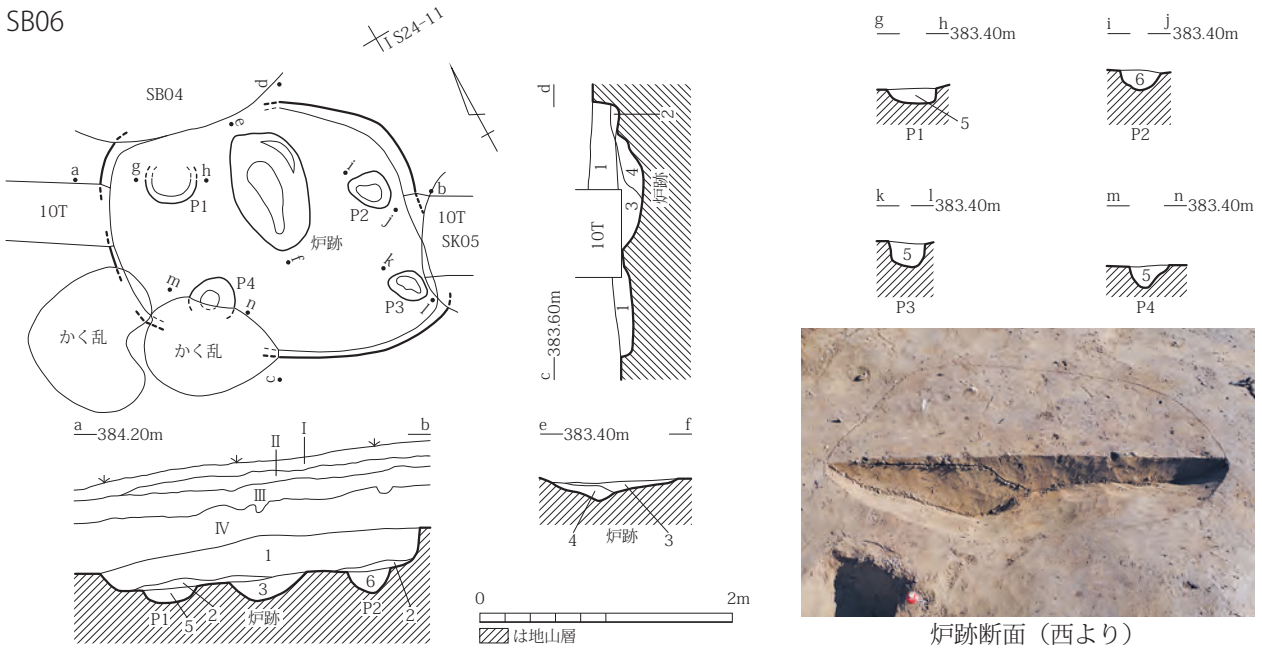 SB06
I S24-11
SB04
d
e
a
g
h
i
b
10T
P1
P2
j
10T
SK05
炉跡
f
k
m
P4
n
P3
l
かく乱
かく乱
c
d
2
1
4
3
炉跡
10T
1
c 383.60m
a 384.20m b
I
II
III
IV
1
3
6
P1 5 2 炉跡 P2 2
e 383.40m f
4 炉跡 3
0 2m
は地山層
g h 383.40m
5
P1
i j 383.40m
6
P2
k l 383.40m
5
P3
m n 383.40m
5
P4
炉跡断面（西より）